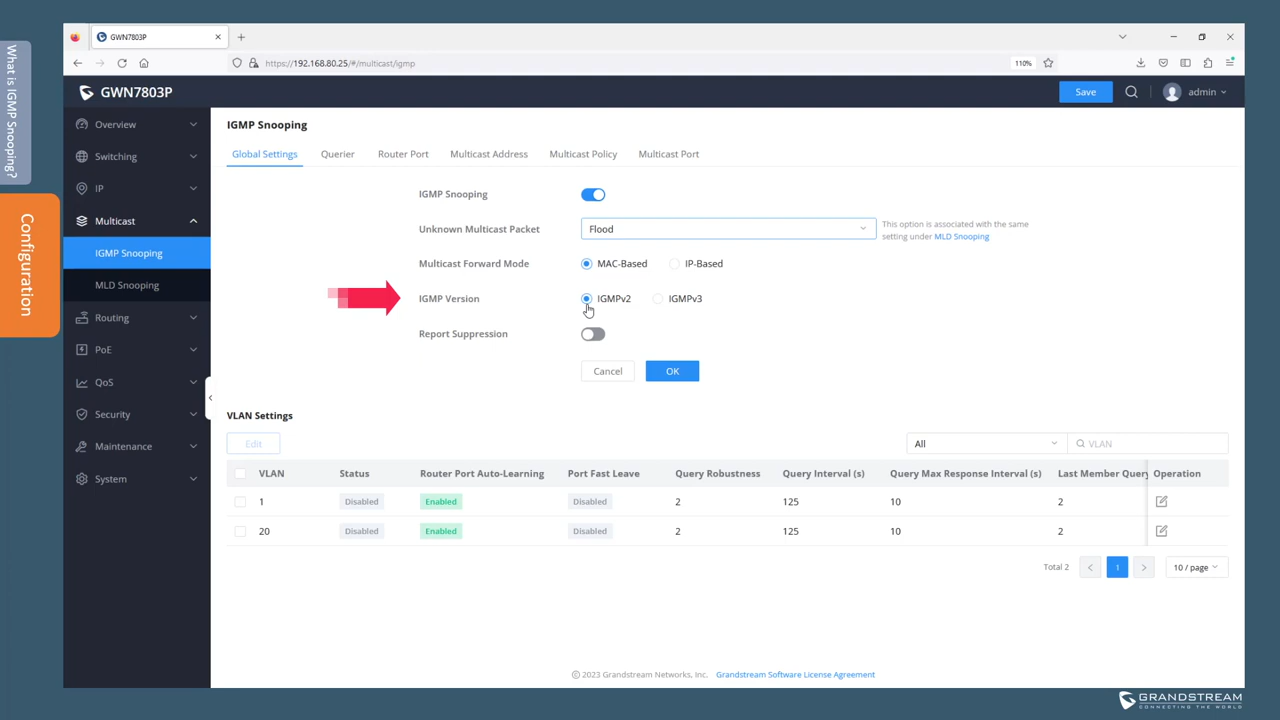 What is IGMP Snooping?
Configuration
GWN7803P
https://192.168.80.25/#/multicast/igmp
110%
GWN7803P
Save
admin
Overview
Switching
IP
Multicast
IGMP Snooping
MLD Snooping
Routing
PoE
QoS
Security
Maintenance
System
IGMP Snooping
Global Settings Querier Router Port Multicast Address Multicast Policy Multicast Port
IGMP Snooping
Unknown Multicast Packet Flood This option is associated with the same
setting under MLD Snooping
Multicast Forward Mode MAC-Based IP-Based
IGMP Version IGMPv2 IGMPv3
Report Suppression
Cancel OK
VLAN Settings
Edit All VLAN
VLAN Status Router Port Auto-Learning Port Fast Leave Query Robustness Query Interval (s) Query Max Response Interval (s) Last Member Query Operation
1 Disabled Enabled Disabled 2 125 10 2
20 Disabled Enabled Disabled 2 125 10 2
Total 2 < 1 > 10 / page
© 2023 Grandstream Networks, Inc. Grandstream Software License Agreement
GRANDSTREAM
CONNECTING THE WORLD